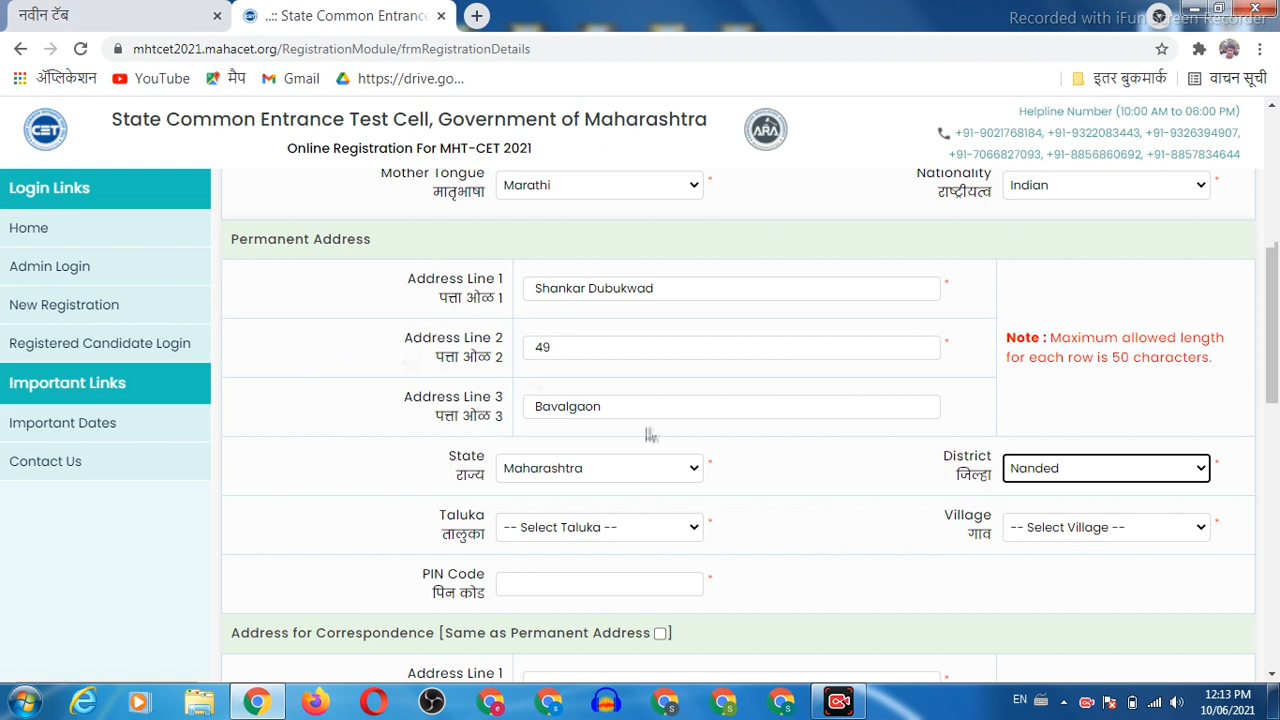 नवीन टॅब
..:: State Common Entrance
Recorded with iFun Screen Recorder
mhtcet2021.mahacet.org/RegistrationModule/frmRegistrationDetails
ॲप्लिकेशन
YouTube
मॅप
Gmail
https://drive.go...
इतर बुकमार्क
वाचन सूची
CET
State Common Entrance Test Cell, Government of Maharashtra
Online Registration For MHT-CET 2021
ARA
Helpline Number (10:00 AM to 06:00 PM)
+91-9021768184, +91-9322083443, +91-9326394907,
+91-7066827093, +91-8856860692, +91-8857834644
Login Links
Home
Admin Login
New Registration
Registered Candidate Login
Important Links
Important Dates
Contact Us
Mother Tongue
मातृभाषा
Marathi
*
Nationality
राष्ट्रीयत्व
Indian
*
Permanent Address
Address Line 1
पत्ता ओळ 1
Shankar Dubukwad
*
Address Line 2
पत्ता ओळ 2
49
*
Address Line 3
पत्ता ओळ 3
Bavalgaon
Note : Maximum allowed length
for each row is 50 characters.
State
राज्य
Maharashtra
*
District
जिल्हा
Nanded
*
Taluka
तालुका
-- Select Taluka --
*
Village
गाव
-- Select Village --
*
PIN Code
पिन कोड
*
Address for Correspondence [Same as Permanent Address ]
Address Line 1
EN
12:13 PM
10/06/2021